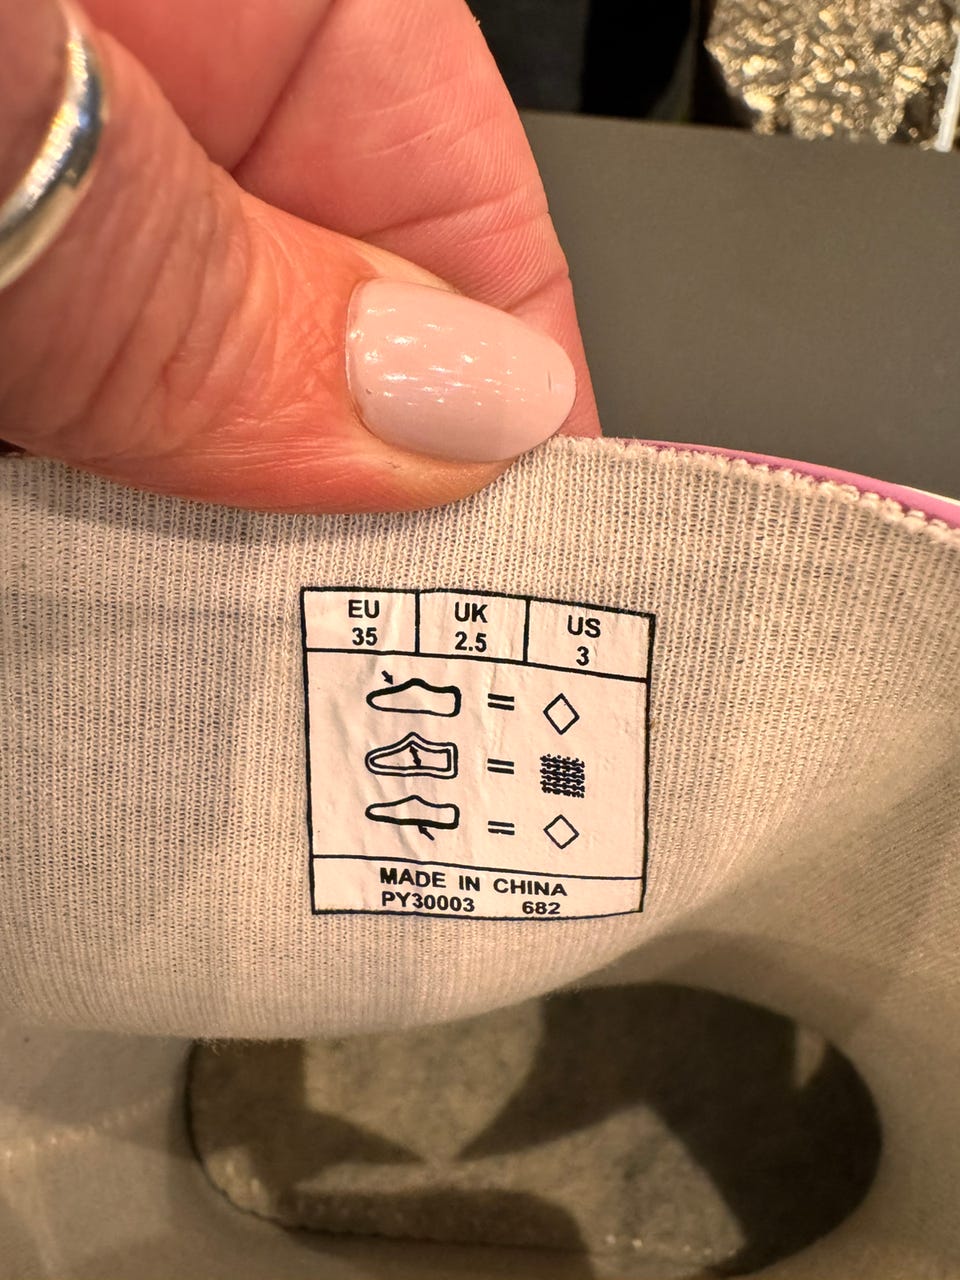 EU UK US
35 2.5 3
= ◇
=
= ◇
MADE IN CHINA
PY30003 682